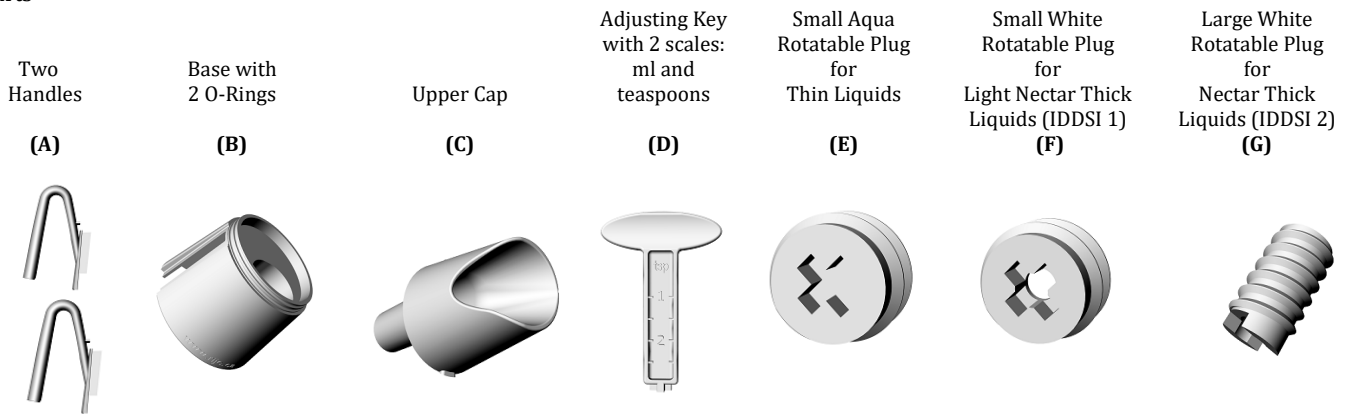 Two
Handles
(A)
Base with
2 O-Rings
(B)
Upper Cap
(C)
Adjusting Key
with 2 scales:
ml and
teaspoons
(D)
Small Aqua
Rotatable Plug
for
Thin Liquids
(E)
Small White
Rotatable Plug
for
Light Nectar Thick
Liquids (IDDSI 1)
(F)
Large White
Rotatable Plug
for
Nectar Thick
Liquids (IDDSI 2)
(G)
tsp
1
2